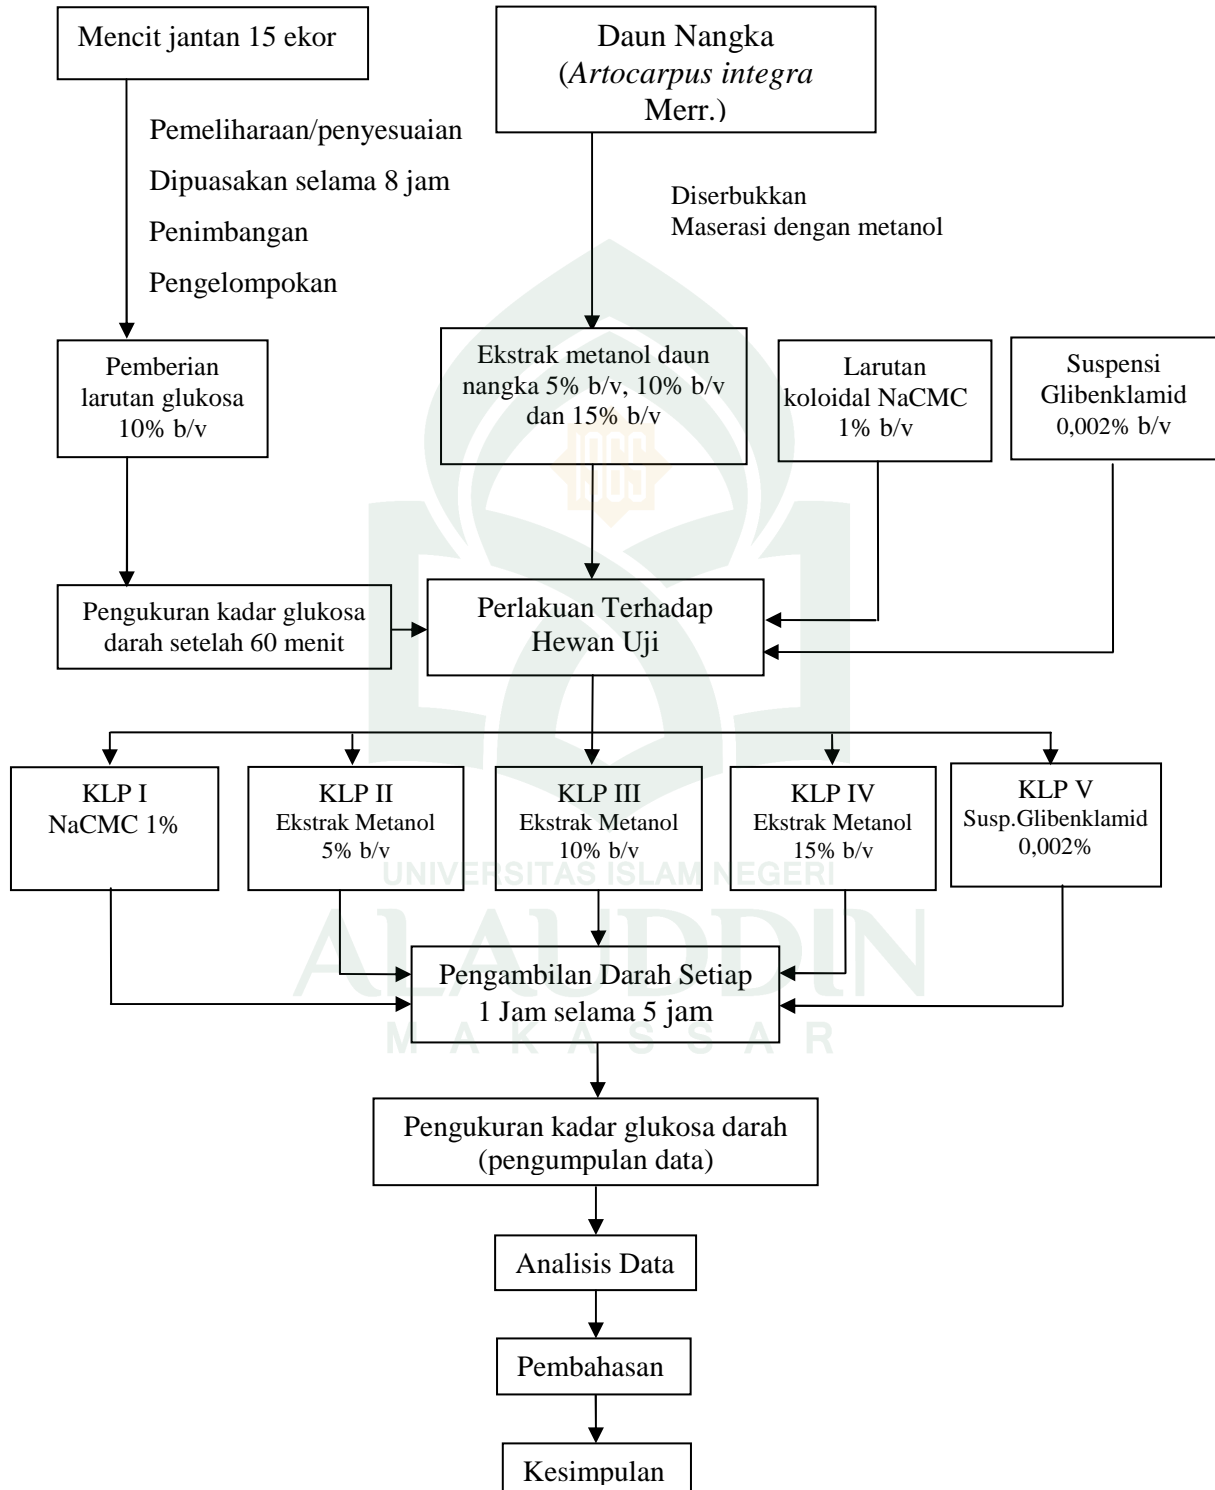 Mencit jantan 15 ekor
Daun Nangka
(Artocarpus integra
Merr.)
Pemeliharaan/penyesuaian
Dipuasakan selama 8 jam
Penimbangan
Pengelompokan
Diserbukkan
Maserasi dengan metanol
Pemberian
larutan glukosa
10% b/v
Ekstrak metanol daun
nangka 5% b/v, 10% b/v
dan 15% b/v
Larutan
koloidal NaCMC
1% b/v
Suspensi
Glibenklamid
0,002% b/v
1965
Pengukuran kadar glukosa
darah setelah 60 menit
Perlakuan Terhadap
Hewan Uji
KLP I
NaCMC 1%
KLP II
Ekstrak Metanol
5% b/v
KLP III
Ekstrak Metanol
10% b/v
KLP IV
Ekstrak Metanol
15% b/v
KLP V
Susp.Glibenklamid
0,002%
UNIVERSITAS ISLAM NEGERI
ALAUDDIN
MAKASSAR
Pengambilan Darah Setiap
1 Jam selama 5 jam
Pengukuran kadar glukosa darah
(pengumpulan data)
Analisis Data
Pembahasan
Kesimpulan